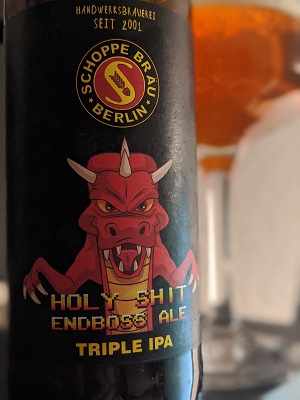 HANDWERKSBRAUEREI
SEIT 2001
SCHOPPE BRÄU
S
BERLIN
HOLY SHIT
ENDBOSS ALE
TRIPLE IPA